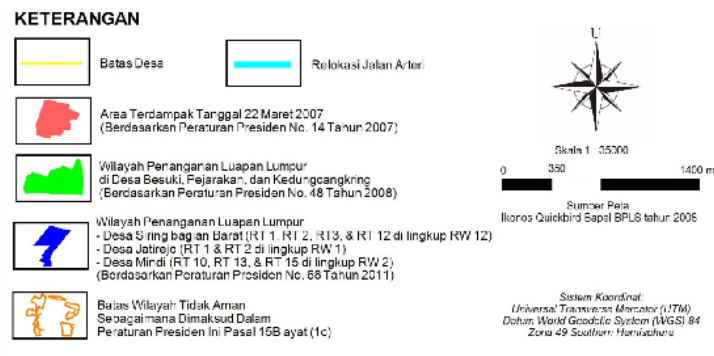 KETERANGAN
Batas Desa
Relokasi Jalan Arteri
Area Terdampak Tanggal 22 Maret 2007
(Berdasarkan Peraturan Presiden No. 14 Tahun 2007)
Wilayah Penanganan Luapan Lumpur
di Desa Besuki, Pejarakan, dan Kedungcangkring
(Berdasarkan Peraturan Presiden No. 48 Tahun 2008)
Wilayah Penanganan Luapan Lumpur
- Desa Siring bagian Barat (RT 1, RT 2, RT3, & RT 12 di lingkup RW 12)
- Desa Jatirejo (RT 1 & RT 2 di lingkup RW 1)
- Desa Mindi (RT 10, RT 13, & RT 15 di lingkup RW 2)
(Berdasarkan Peraturan Presiden No. 68 Tahun 2011)
Batas Wilayah Tidak Aman
Sebagaimana Dimaksud Dalam
Peraturan Presiden Ini Pasal 15B ayat (1c)
U
Skala 1 : 35000
0 350 1400 m
Sumber Peta
Ikonos Quickbird Bapel BPLS tahun 2008
Sistem Koordinat:
Universal Transverse Mercator (UTM)
Datum World Geodetic System (WGS) 84
Zona 49 Southern Hemisphere